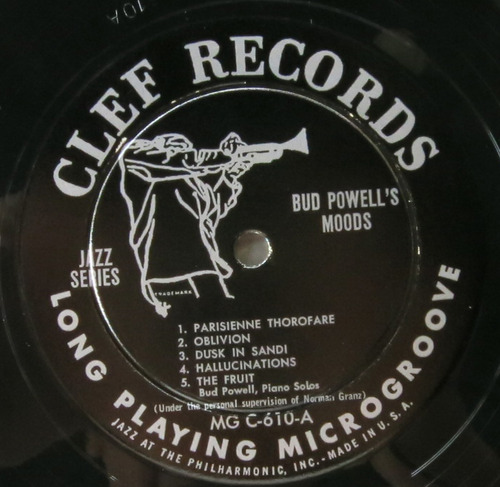 10A
CLEF RECORDS
BUD POWELL'S
MOODS
JAZZ
SERIES
TRADEMARK
1. PARISIENNE THOROFARE
2. OBLIVION
3. DUSK IN SANDI
4. HALLUCINATIONS
5. THE FRUIT
Bud Powell, Piano Solos
(Under the personal supervision of Norman Granz)
MG C-610-A
LONG PLAYING MICROGROOVE
JAZZ AT THE PHILHARMONIC, INC.-MADE IN U.S.A.